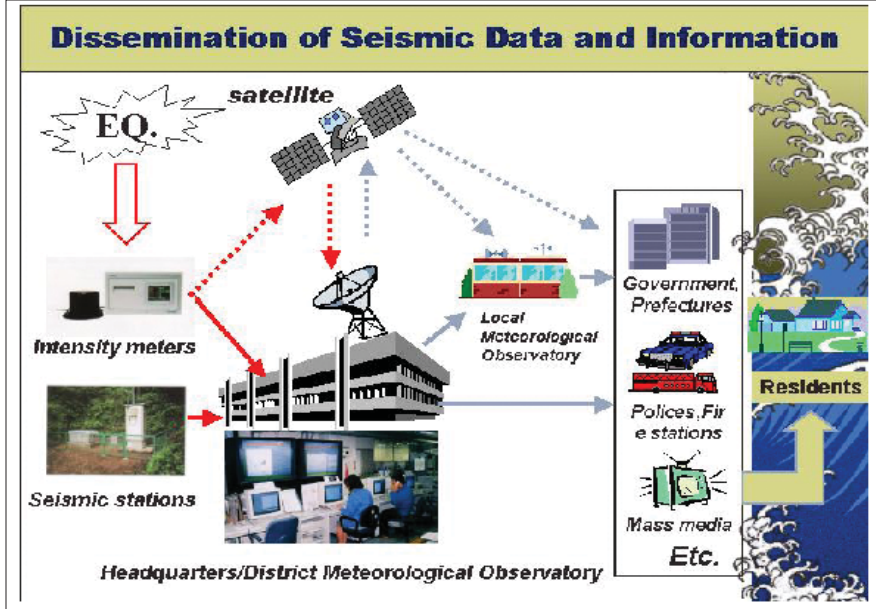 Dissemination of Seismic Data and Information
satellite
EQ.
Intensity meters
Seismic stations
Local
Meteorological
Observatory
Government,
Prefectures
Polices,Fir
e stations
Mass media
Etc.
Residents
Headquarters/District Meteorological Observatory